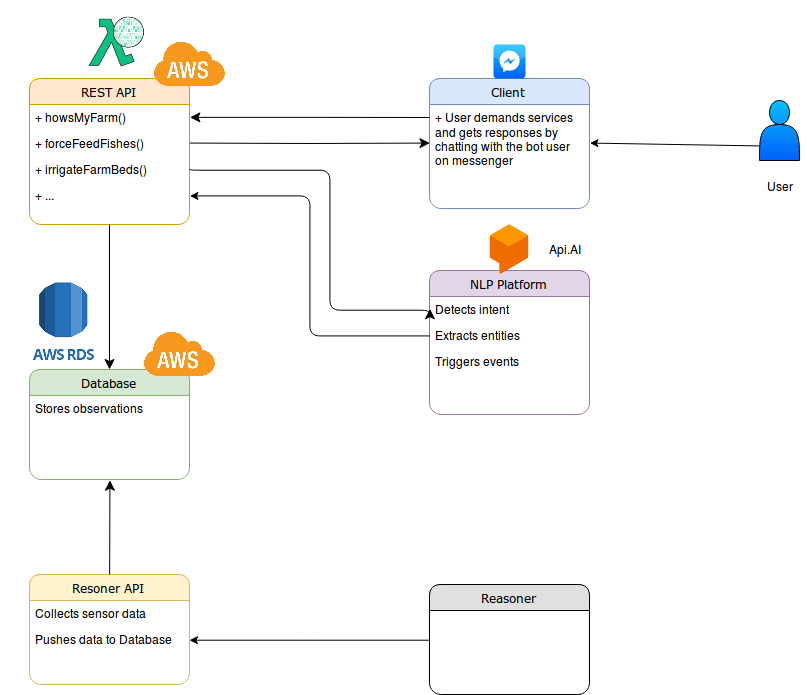 AWS
REST API
+ howsMyFarm()
+ forceFeedFishes()
+ irrigateFarmBeds()
+ ...
Client
+ User demands services
and gets responses by
chatting with the bot user
on messenger
User
Api.AI
NLP Platform
Detects intent
Extracts entities
Triggers events
AWS RDS
AWS
Database
Stores observations
Resoner API
Collects sensor data
Pushes data to Database
Reasoner